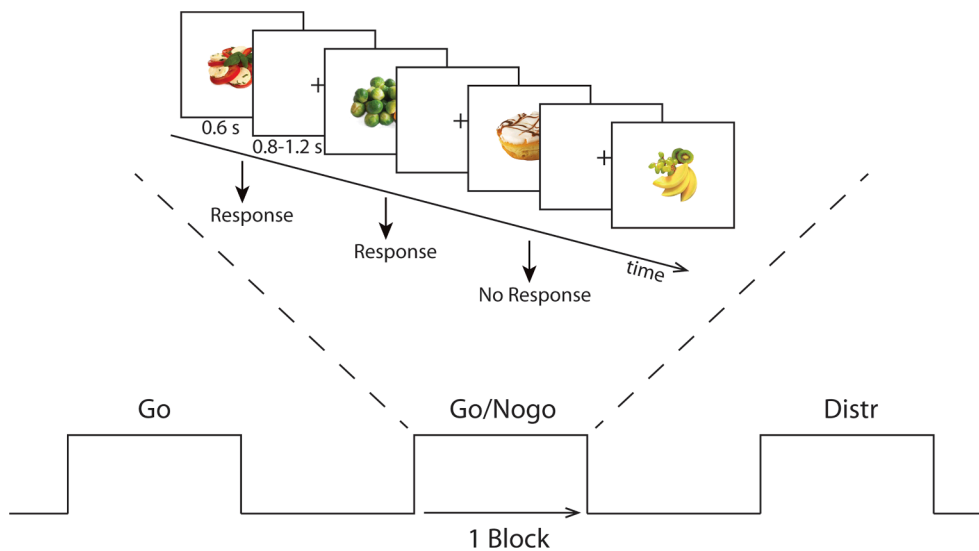 0.6 s
0.8-1.2 s
Response
Response
No Response
time
Go
Go/Nogo
Distr
1 Block